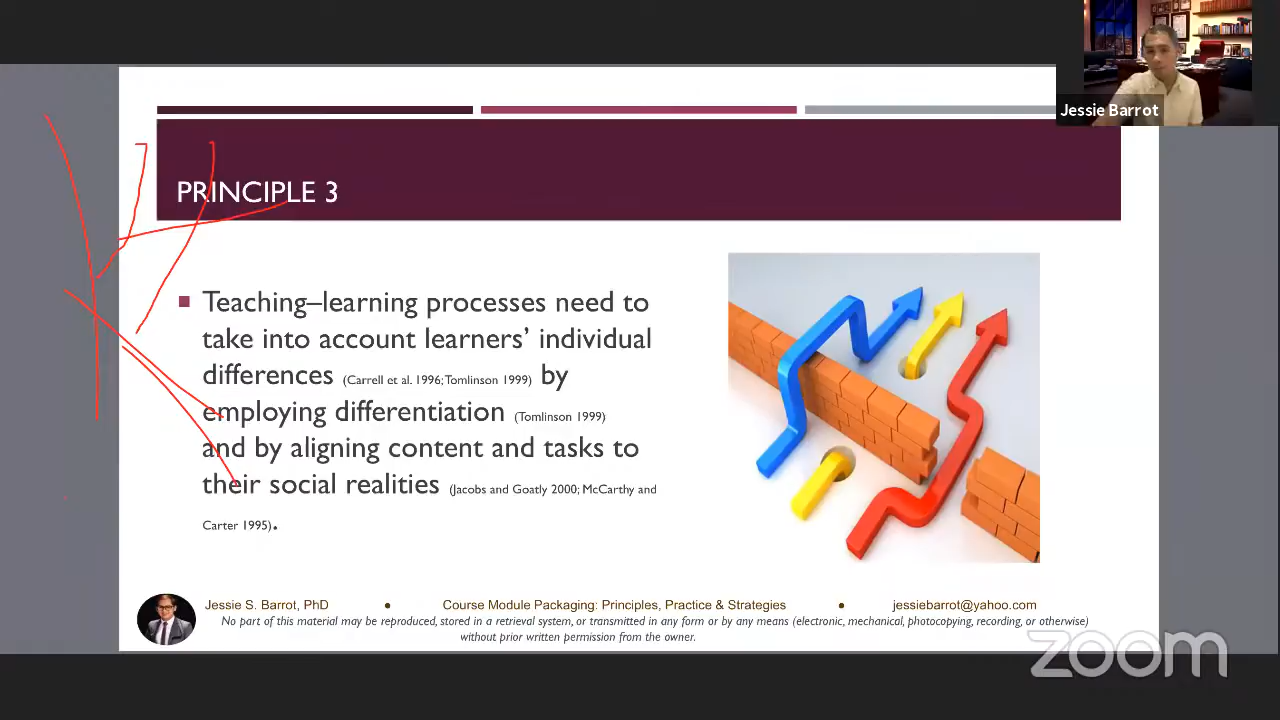 Jessie Barrot
PRINCIPLE 3
Teaching–learning processes need to
take into account learners' individual
differences (Carrell et al. 1996; Tomlinson 1999) by
employing differentiation (Tomlinson 1999)
and by aligning content and tasks to
their social realities (Jacobs and Goatly 2000; McCarthy and
Carter 1995).
Jessie S. Barrot, PhD • Course Module Packaging: Principles, Practice & Strategies • jessiebarrot@yahoo.com
No part of this material may be reproduced, stored in a retrieval system, or transmitted in any form or by any means (electronic, mechanical, photocopying, recording, or otherwise)
without prior written permission from the owner.
zoom